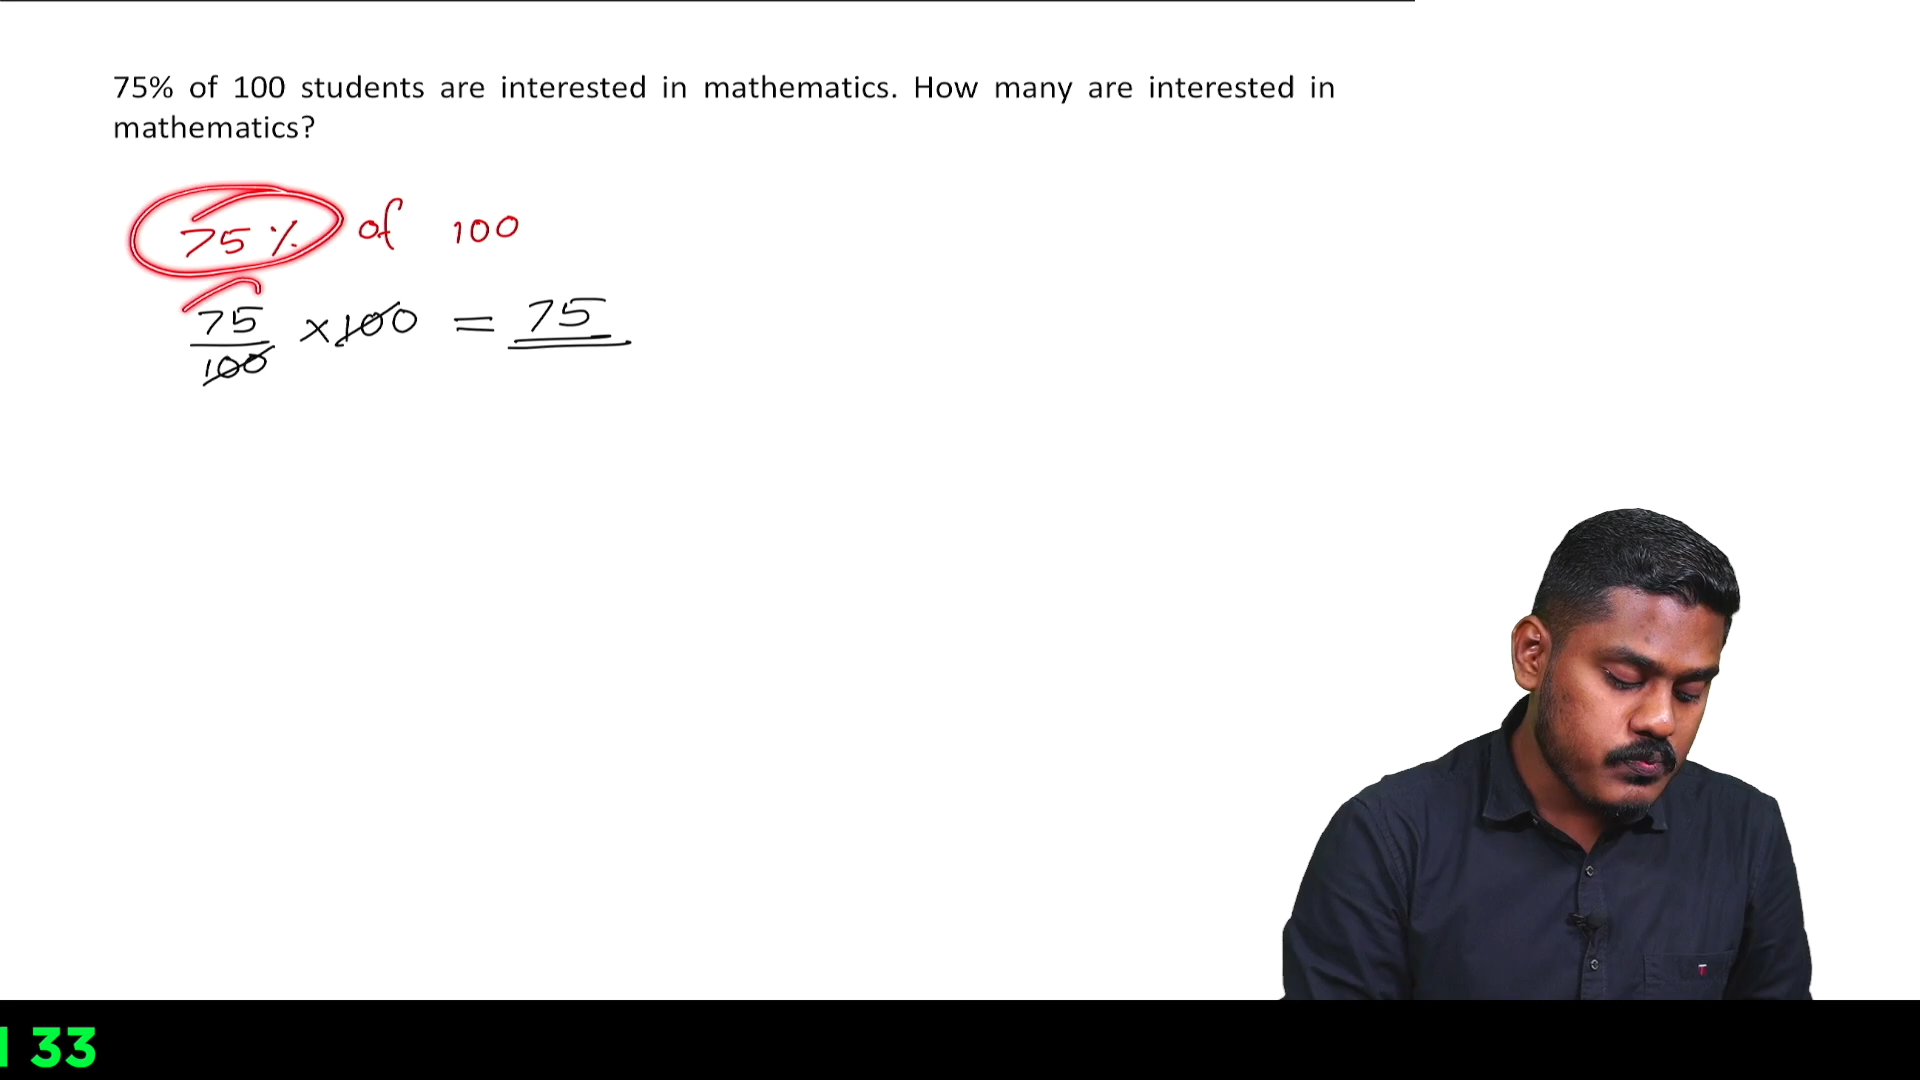 75% of 100 students are interested in mathematics. How many are interested in
mathematics?
75% of 100
75/100 × 100 = 75
33